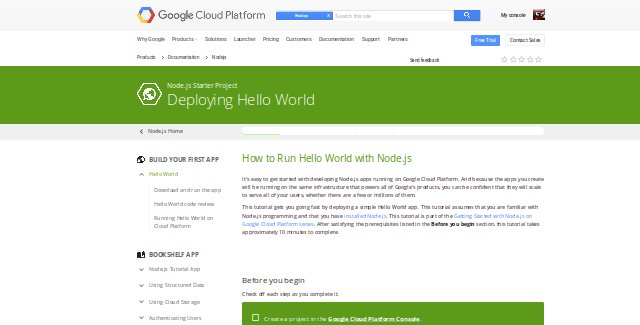 Google Cloud Platform
Node.js x Search this site
My console
Why Google Products Solutions Launcher Pricing Customers Documentation Support Partners
Free Trial Contact Sales
Products > Documentation > Node.js
Send feedback
Node.js Starter Project
Deploying Hello World
Node.js Home
BUILD YOUR FIRST APP
Hello World
Download and run the app
Hello World code review
Running Hello World on
Cloud Platform
BOOKSHELF APP
Node.js Tutorial App
Using Structured Data
Using Cloud Storage
Authenticating Users
How to Run Hello World with Node.js
It's easy to get started with developing Node.js apps running on Google Cloud Platform. And because the apps you create
will be running on the same infrastructure that powers all of Google's products, you can be confident that they will scale
to serve all of your users, whether there are a few or millions of them.
This tutorial gets you going fast by deploying a simple Hello World app. This tutorial assumes that you are familiar with
Node.js programming and that you have installed Node.js. This tutorial is part of the Getting Started with Node.js on
Google Cloud Platform series. After satisfying the prerequisites listed in the Before you begin section, this tutorial takes
approximately 10 minutes to complete.
Before you begin
Check off each step as you complete it.
Create a project in the Google Cloud Platform Console.